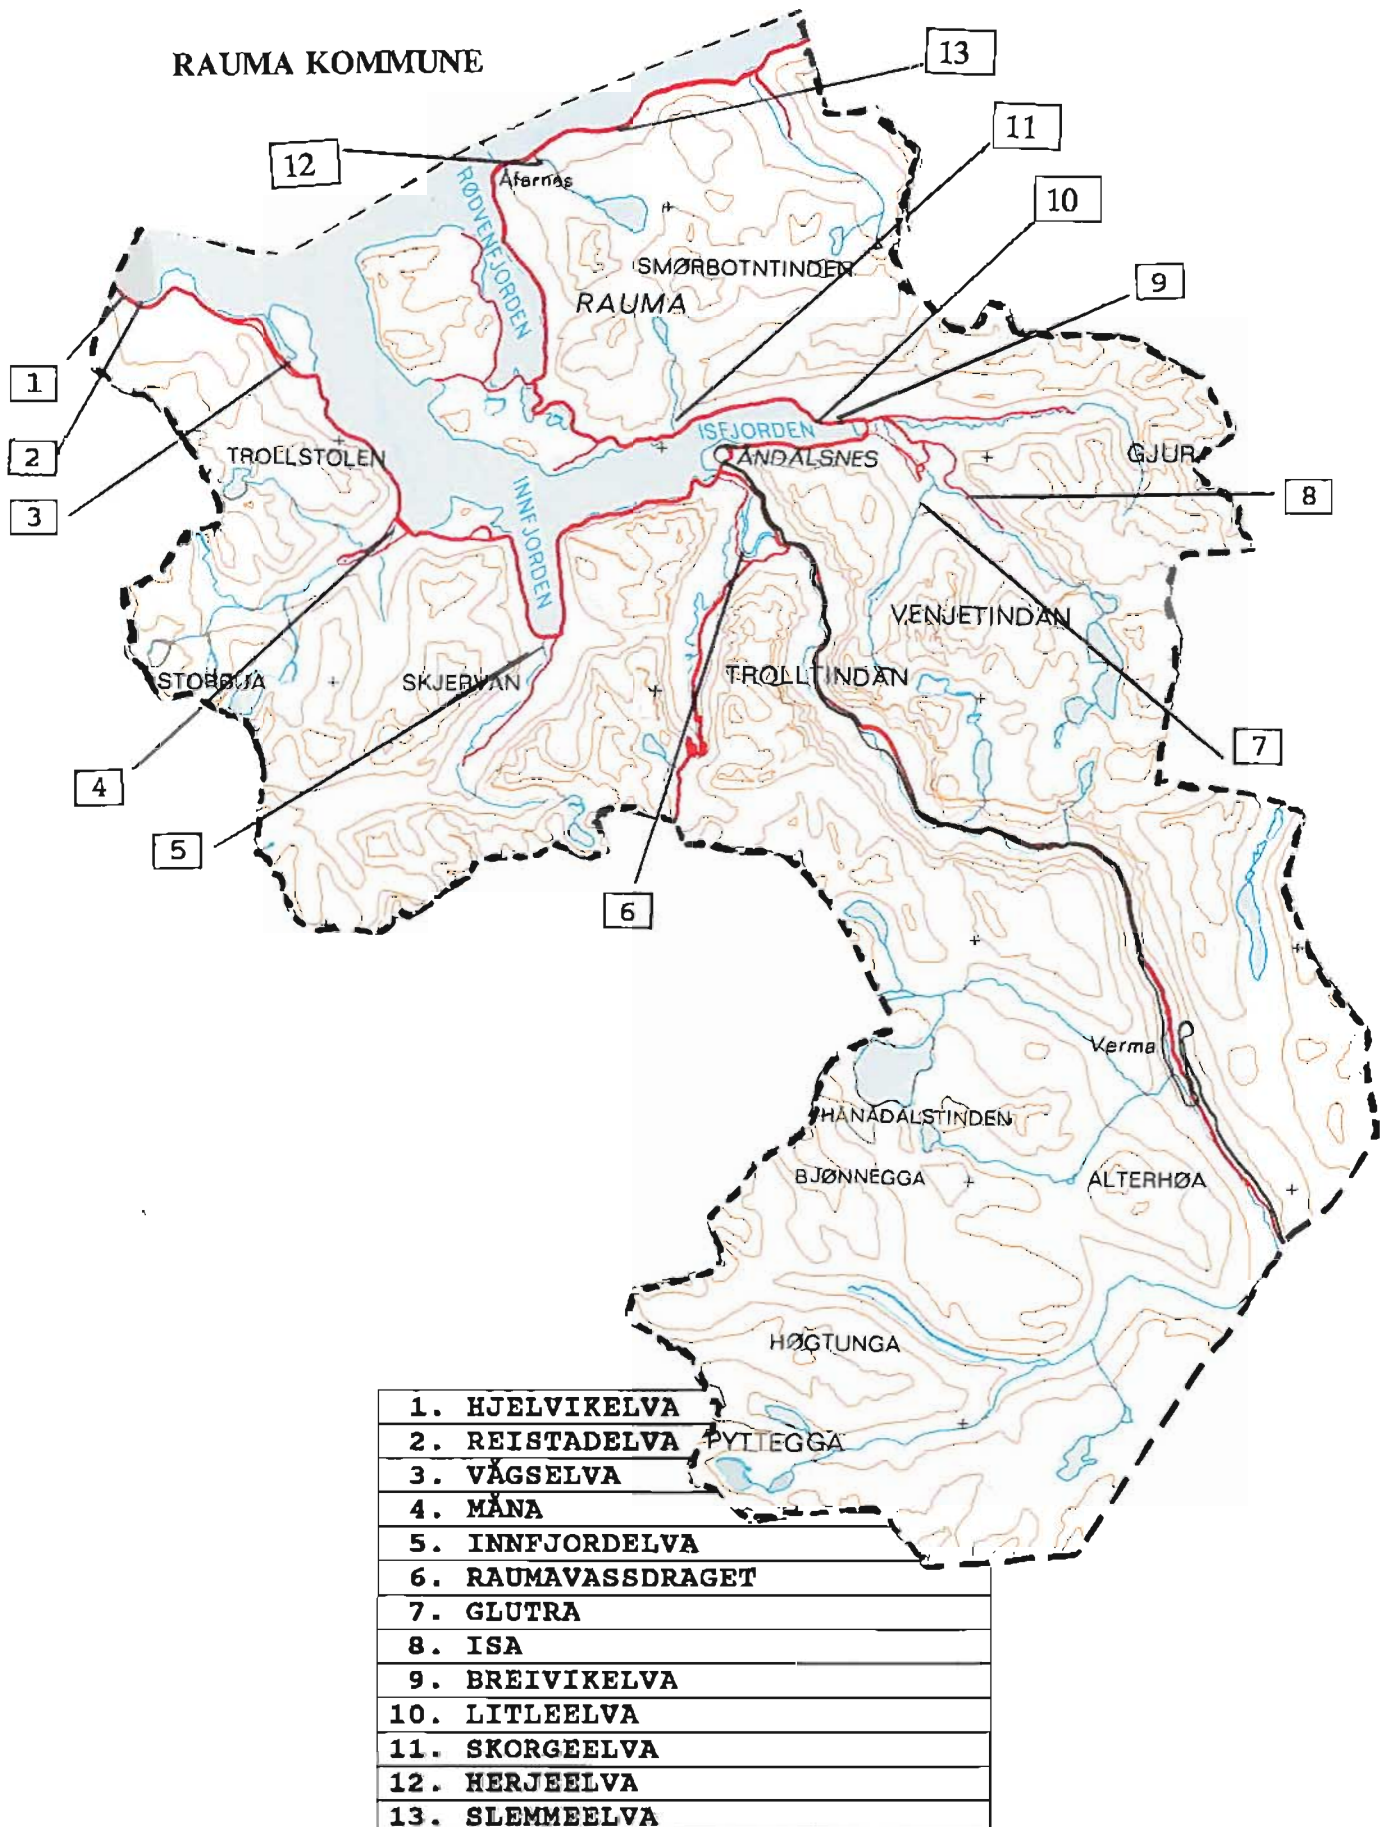 RAUMA KOMMUNE
13
11
12
Åfarnes
RØDVENFJORDEN
10
SMØRBOTNTINDEN
9
RAUMA
1
ISFJORDEN
2
TROLLSTOLEN
ÅNDALSNES
GJUR
8
3
INNFJORDEN
VENJETINDAN
STORBUA
SKJERVAN
TROLLTINDAN
7
4
5
6
Verma
HANADALSTINDEN
BJØNNEGGA
ALTERHØA
HØGTUNGA
PYTTEGGA
1. HJELVIKELVA
2. REISTADELVA
3. VÅGSELVA
4. MÅNA
5. INNFJORDELVA
6. RAUMAVASSDRAGET
7. GLUTRA
8. ISA
9. BREIVIKELVA
10. LITLEELVA
11. SKORGEELVA
12. HERJEELVA
13. SLEMMEELVA